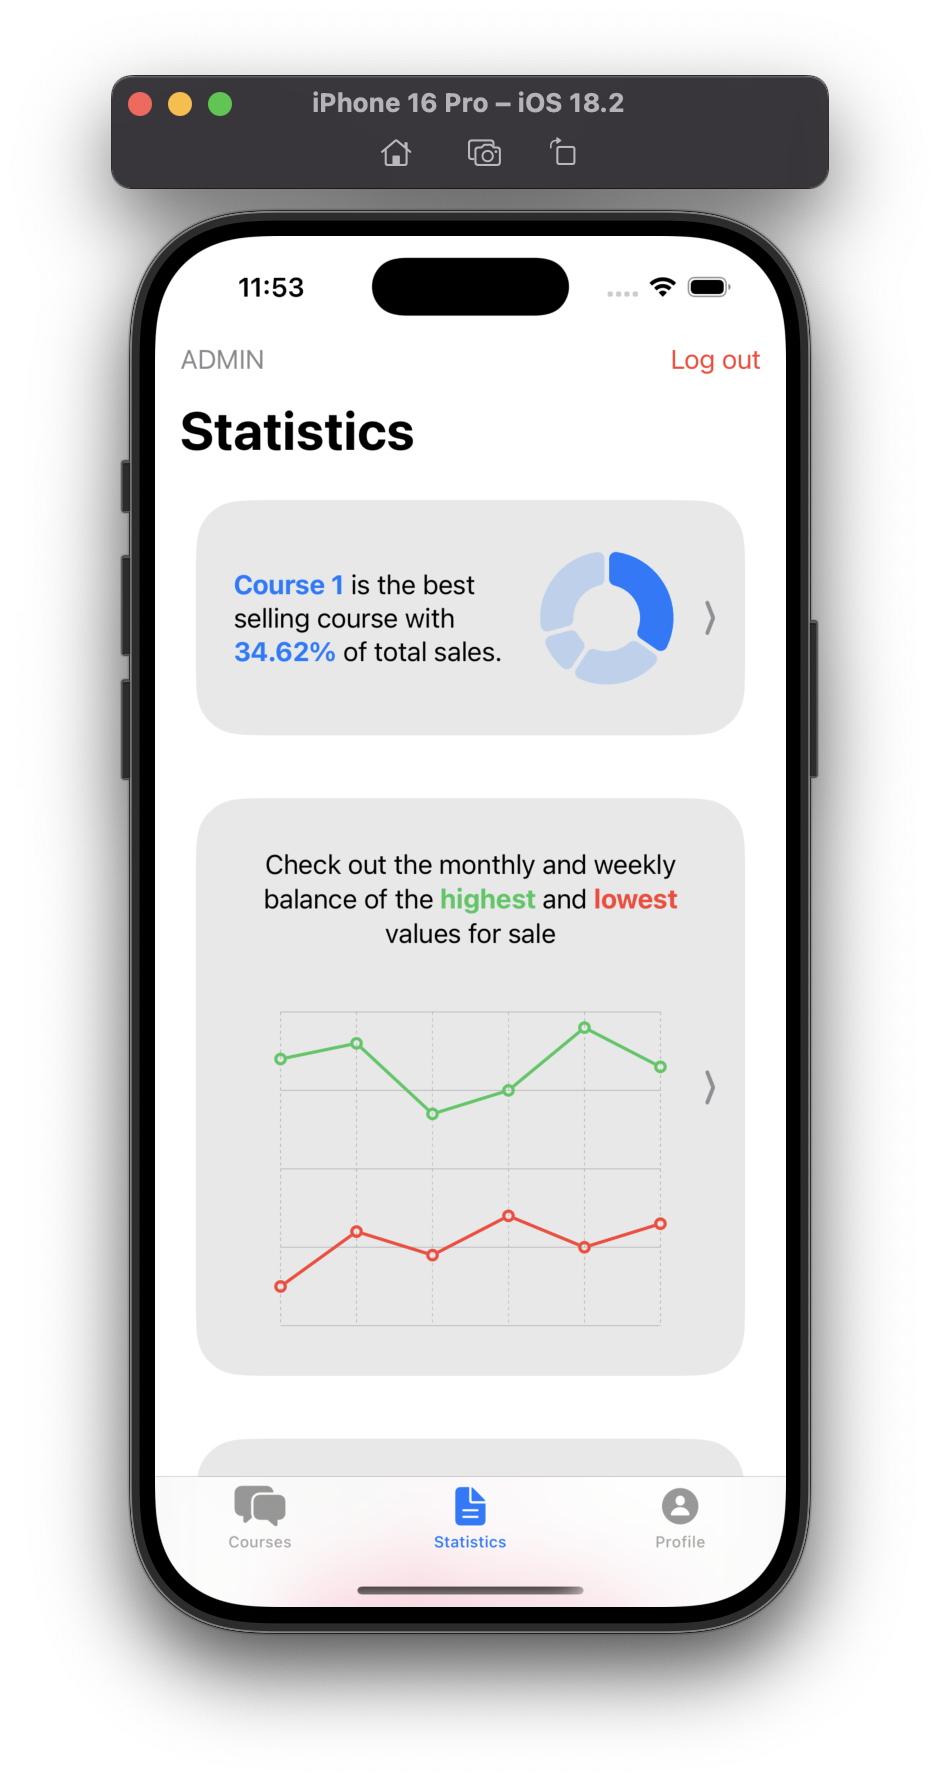 iPhone 16 Pro – iOS 18.2
11:53
ADMIN
Log out
Statistics
Course 1 is the best
selling course with
34.62% of total sales.
Check out the monthly and weekly
balance of the highest and lowest
values for sale
Courses
Statistics
Profile